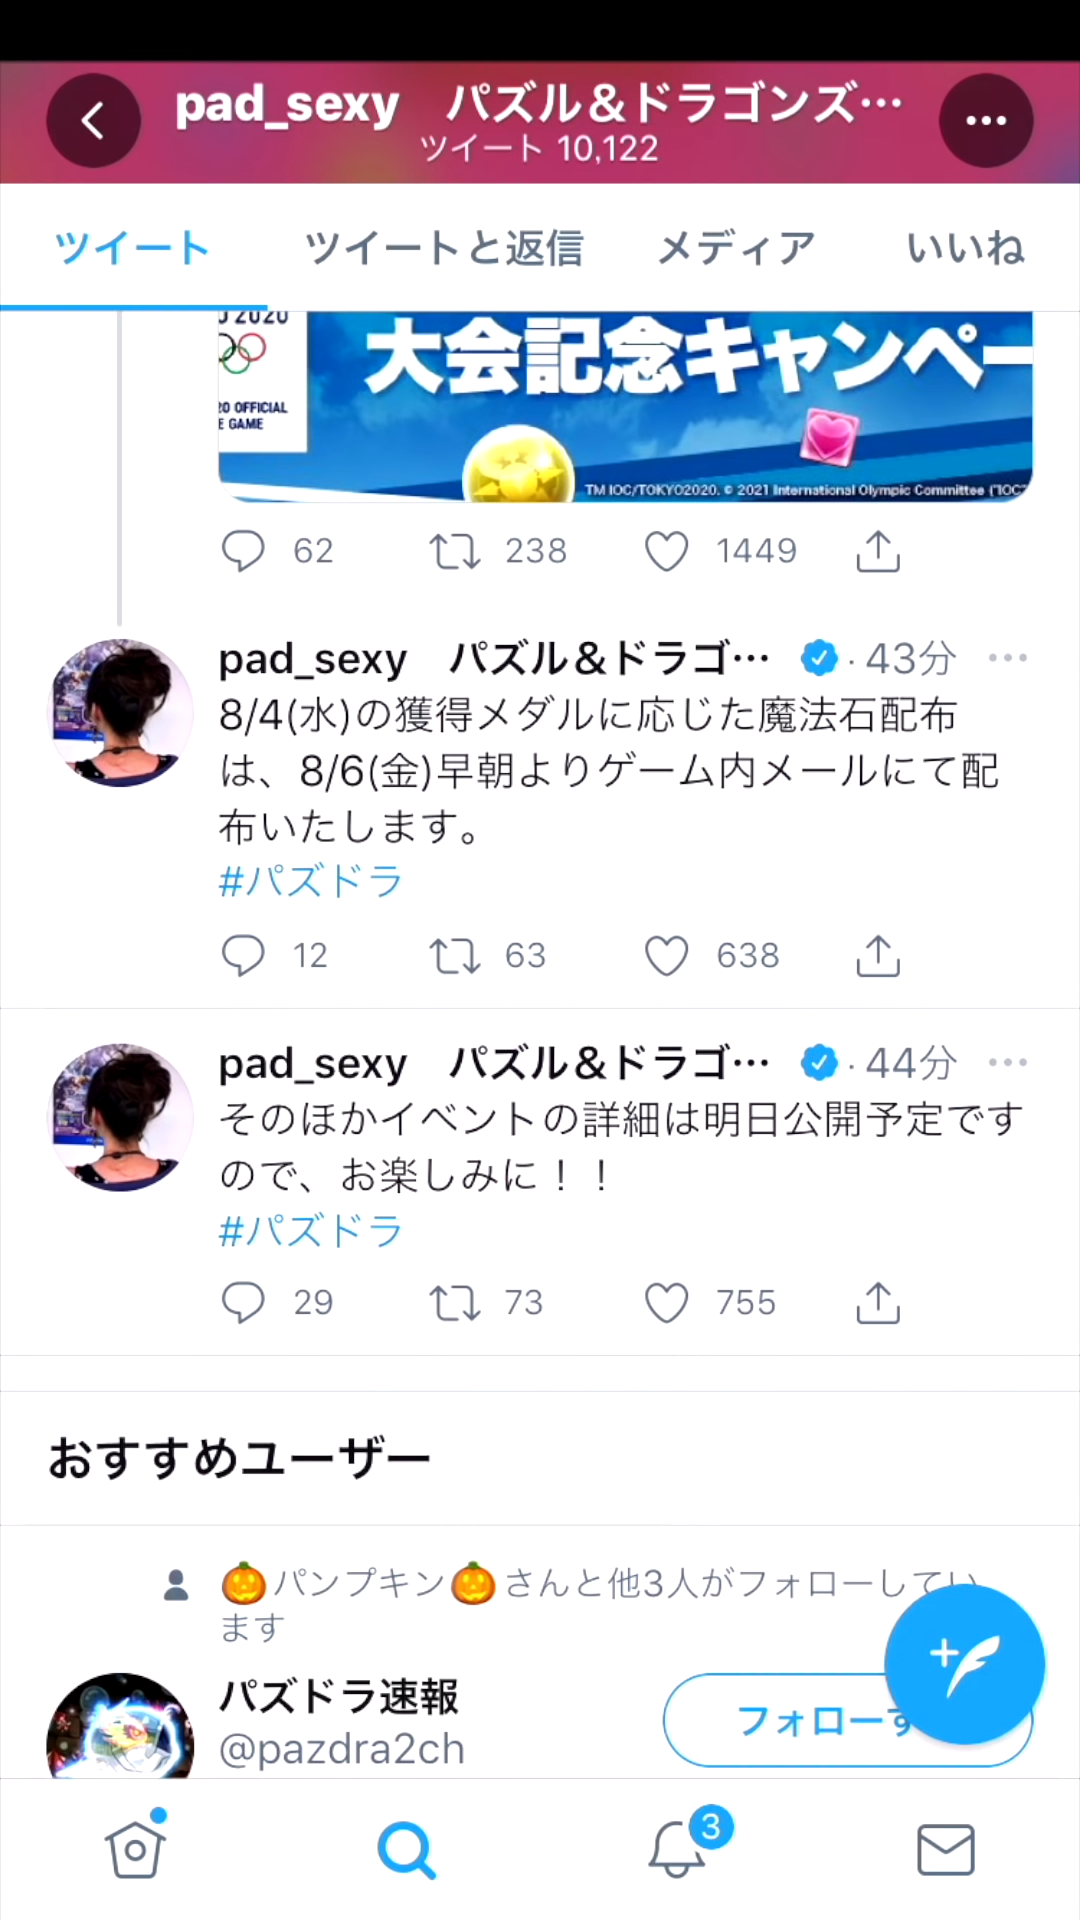 pad_sexy　パズル&ドラゴンズ…
ツイート 10,122
ツイート
ツイートと返信
メディア
いいね
2020
大会記念キャンペー
20 OFFICIAL
E GAME
TM IOC/TOKYO2020. © 2021 International Olympic Committee ("IOC"
62
238
1449
pad_sexy　パズル&ドラゴ… · 43分
8/4(水)の獲得メダルに応じた魔法石配布
は、8/6(金)早朝よりゲーム内メールにて配
布いたします。
#パズドラ
12
63
638
pad_sexy　パズル&ドラゴ… · 44分
そのほかイベントの詳細は明日公開予定です
ので、お楽しみに！！
#パズドラ
29
73
755
おすすめユーザー
🎃パンプキン🎃さんと他3人がフォローしてい
ます
パズドラ速報
@pazdra2ch
フォローす
3